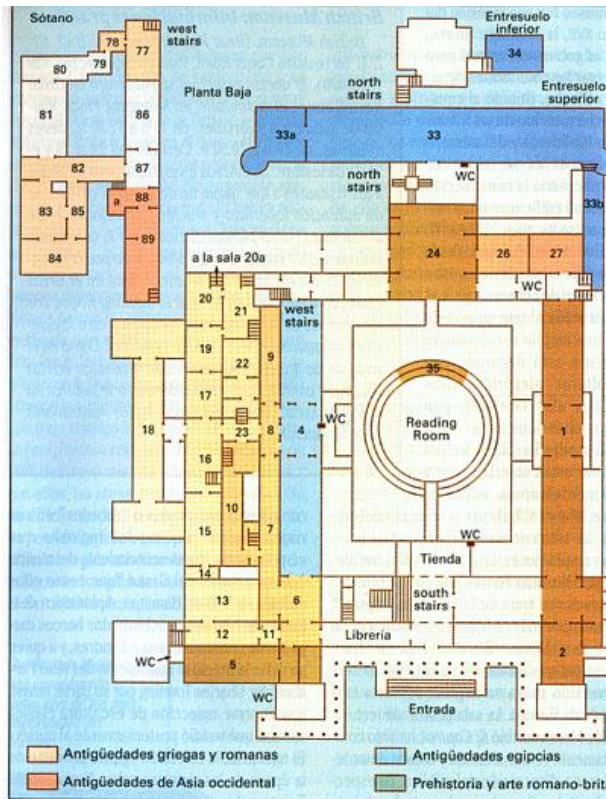 Sótano
west
stairs
78
77
79
80
81
86
82
87
a
88
83
85
89
84
Planta Baja
Entresuelo
inferior
34
north
stairs
Entresuelo
superior
33a
33
WC
north
stairs
33b
24
26
27
WC
a la sala 20a
20
21
west
stairs
9
19
22
17
18
23
8
4
WC
16
10
15
7
14
35
Reading
Room
1
WC
Tienda
13
6
south
stairs
12
11
Librería
WC
5
2
WC
Entrada
Antigüedades griegas y romanas
Antigüedades egipcias
Antigüedades de Asia occidental
Prehistoria y arte romano-brit